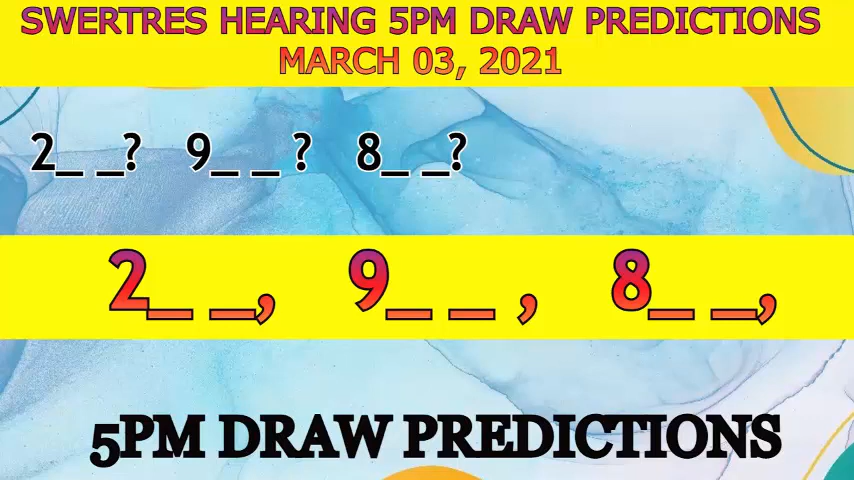 SWERTRES HEARING 5PM DRAW PREDICTIONS
MARCH 03, 2021
2_ _? 9_ _ ? 8_ _?
2_ _, 9_ _ , 8_ _,
5PM DRAW PREDICTIONS